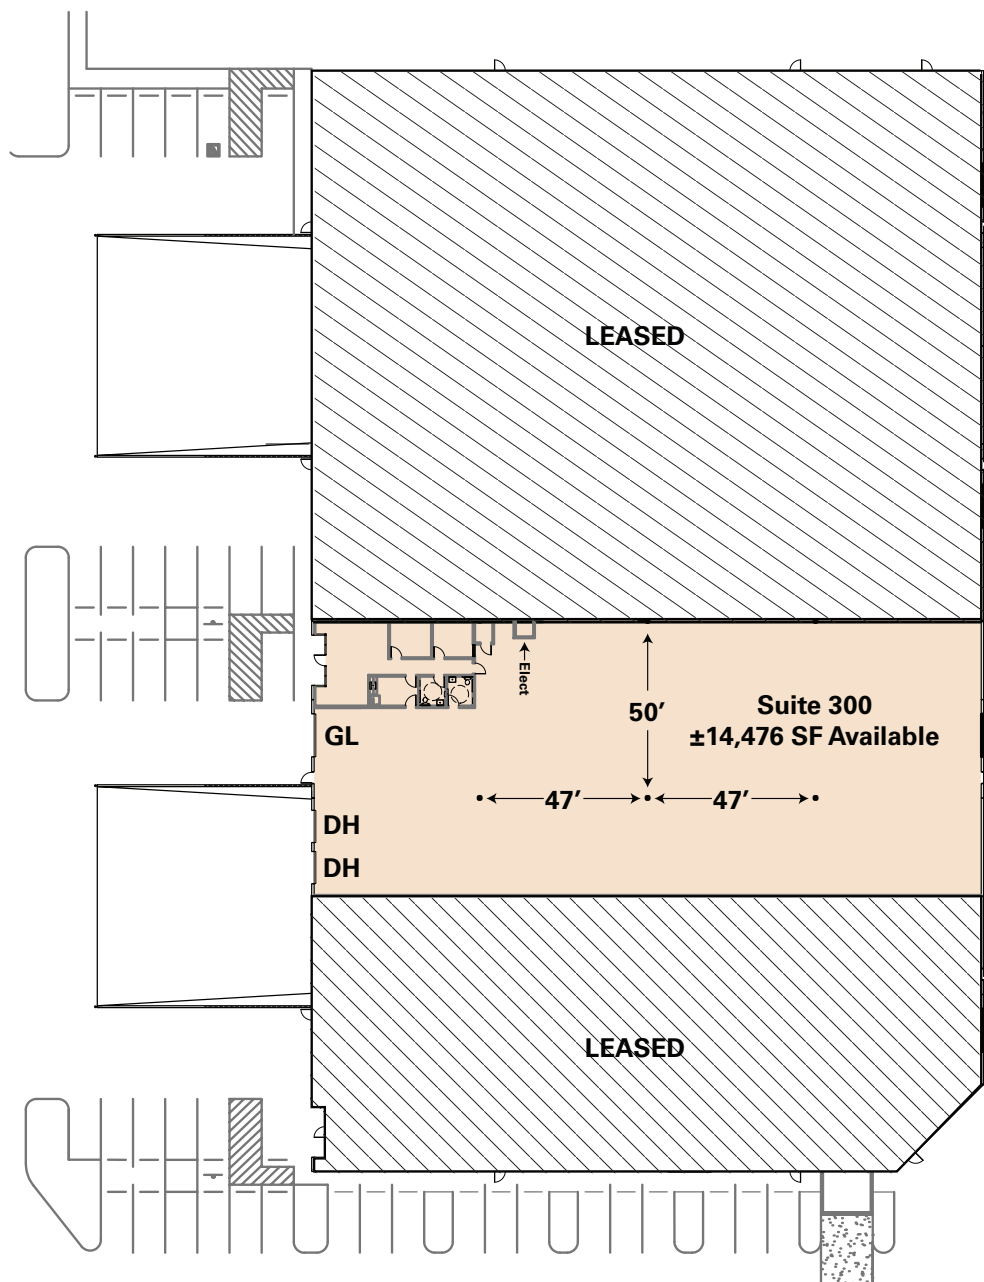 LEASED
Elect
Suite 300
±14,476 SF Available
50′
GL
47′ 47′
DH
DH
LEASED